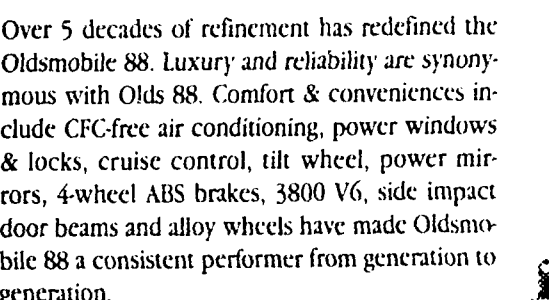 Over 5 decades of refinement has redefined the
Oldsmobile 88. Luxury and reliability are synony-
mous with Olds 88. Comfort & conveniences in-
clude CFC-free air conditioning, power windows
& locks, cruise control, tilt wheel, power mir-
rors, 4-wheel ABS brakes, 3800 V6, side impact
door beams and alloy wheels have made Oldsmo-
bile 88 a consistent performer from generation to
generation.